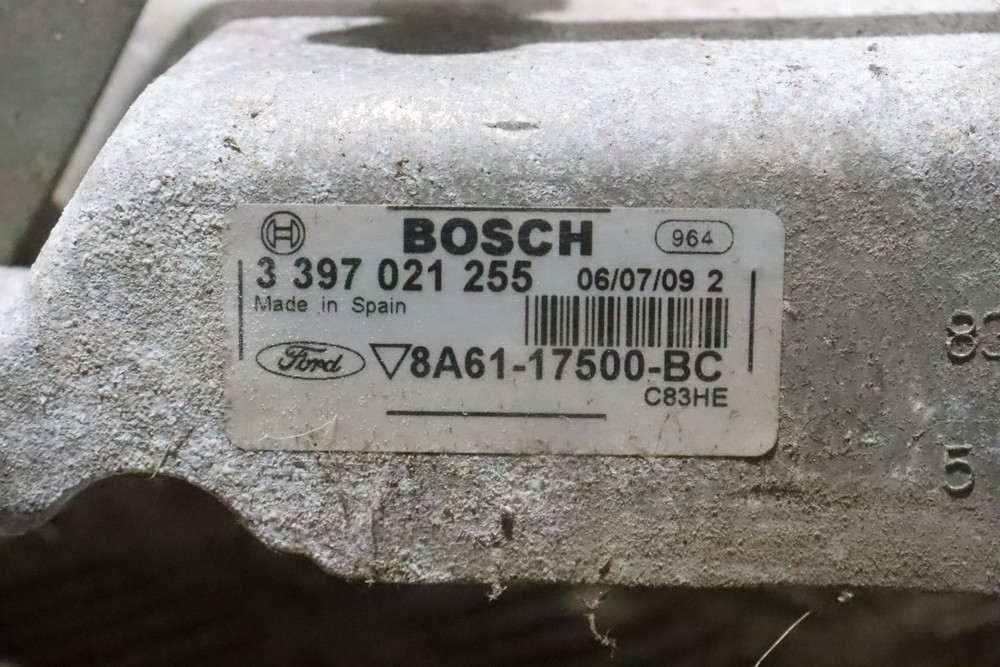 BOSCH 964
3 397 021 255 06/07/09 2
Made in Spain
Ford ▽8A61-17500-BC
C83HE
5